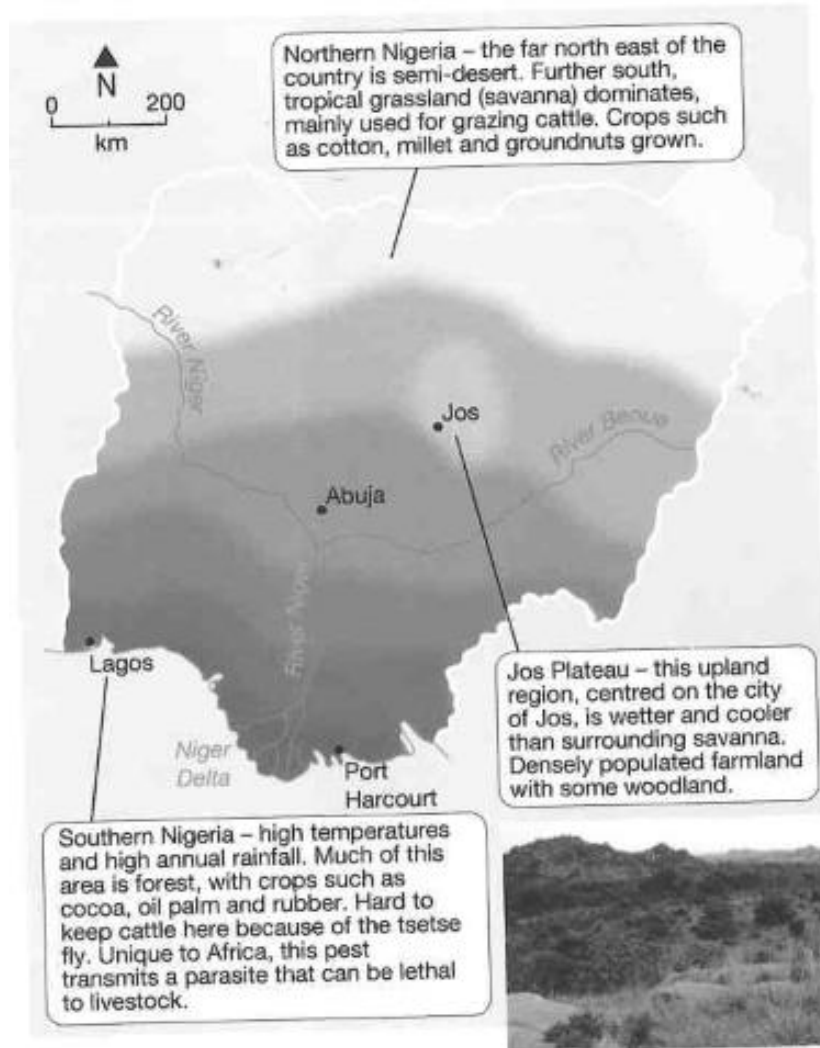 N
0 200
km
Northern Nigeria – the far north east of the
country is semi-desert. Further south,
tropical grassland (savanna) dominates,
mainly used for grazing cattle. Crops such
as cotton, millet and groundnuts grown.
River Niger
Jos
River Benue
Abuja
River Niger
Lagos
Niger
Delta
Port
Harcourt
Jos Plateau – this upland
region, centred on the city
of Jos, is wetter and cooler
than surrounding savanna.
Densely populated farmland
with some woodland.
Southern Nigeria – high temperatures
and high annual rainfall. Much of this
area is forest, with crops such as
cocoa, oil palm and rubber. Hard to
keep cattle here because of the tsetse
fly. Unique to Africa, this pest
transmits a parasite that can be lethal
to livestock.